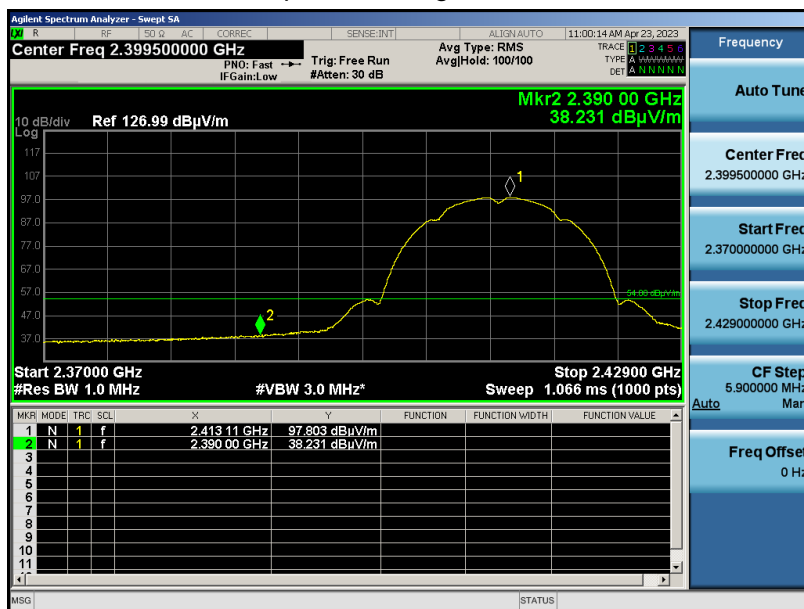 Agilent Spectrum Analyzer - Swept SA
LXI R RF 50 Ω AC CORREC SENSE:INT ALIGN AUTO 11:00:14 AM Apr 23, 2023
Center Freq 2.399500000 GHz
PNO: Fast
IFGain:Low
Trig: Free Run
#Atten: 30 dB
Avg Type: RMS
Avg|Hold: 100/100
TRACE 1 2 3 4 5 6
TYPE A WWWWW
DET A N N N N N
Mkr2 2.390 00 GHz
38.231 dBµV/m
10 dB/div Ref 126.99 dBµV/m
Log
117
107
97.0
87.0
77.0
67.0
57.0
47.0
37.0
1
2
54.00 dBµV/m
Start 2.37000 GHz Stop 2.42900 GHz
#Res BW 1.0 MHz #VBW 3.0 MHz* Sweep 1.066 ms (1000 pts)
MKR MODE TRC SCL X Y FUNCTION FUNCTION WIDTH FUNCTION VALUE
1 N 1 f 2.413 11 GHz 97.803 dBµV/m
2 N 1 f 2.390 00 GHz 38.231 dBµV/m
3
4
5
6
7
8
9
10
11
MSG STATUS
Frequency
Auto Tune
Center Freq
2.399500000 GHz
Start Freq
2.370000000 GHz
Stop Freq
2.429000000 GHz
CF Step
5.900000 MHz
Auto Man
Freq Offset
0 Hz